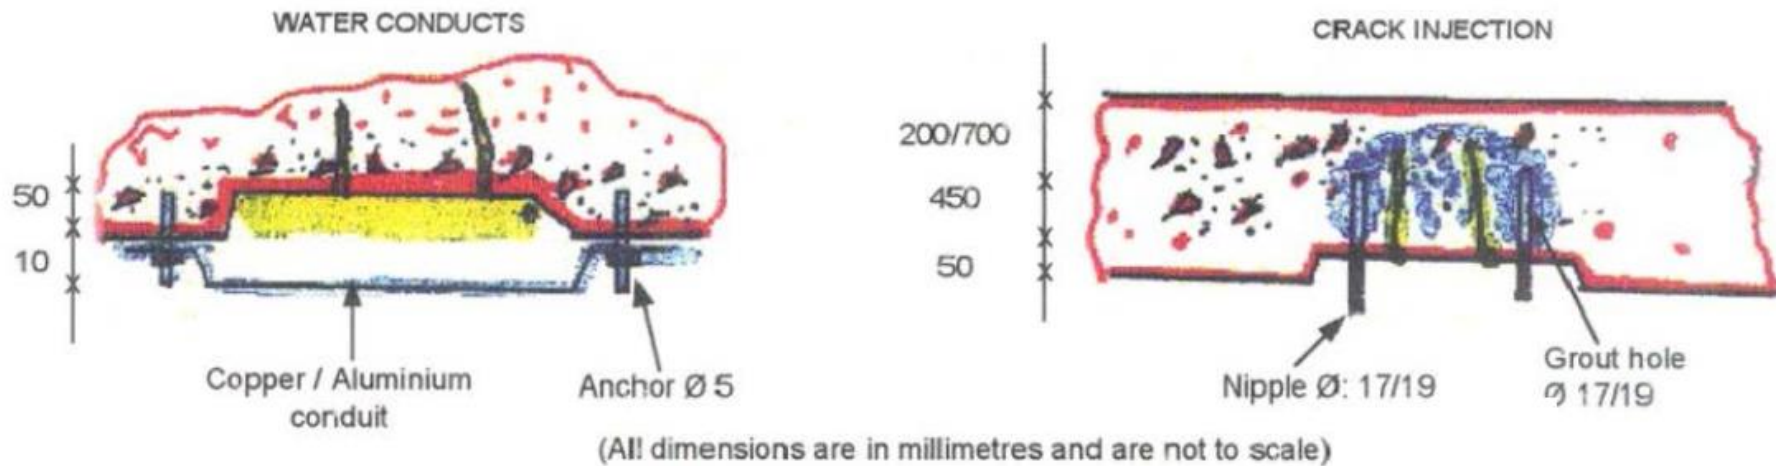 WATER CONDUCTS
50
10
Copper / Aluminium
conduit
Anchor Ø 5
CRACK INJECTION
200/700
450
50
Nipple Ø: 17/19
Grout hole
Ø 17/19
(All dimensions are in millimetres and are not to scale)